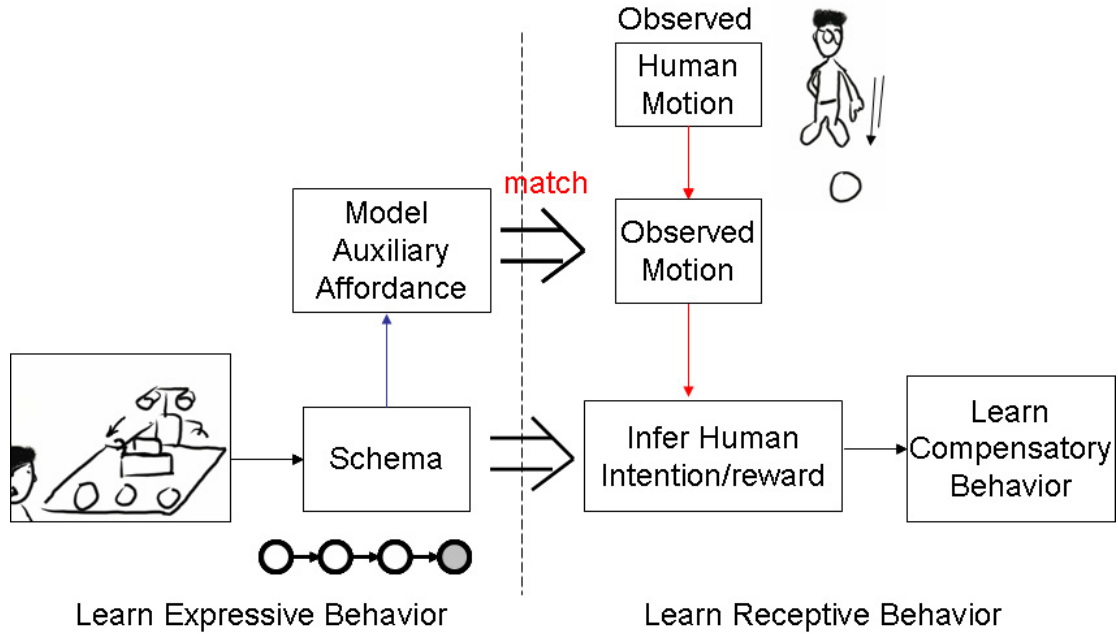 Observed
Human
Motion
match
Model
Auxiliary
Affordance
Observed
Motion
Schema
Infer Human
Intention/reward
Learn
Compensatory
Behavior
Learn Expressive Behavior
Learn Receptive Behavior